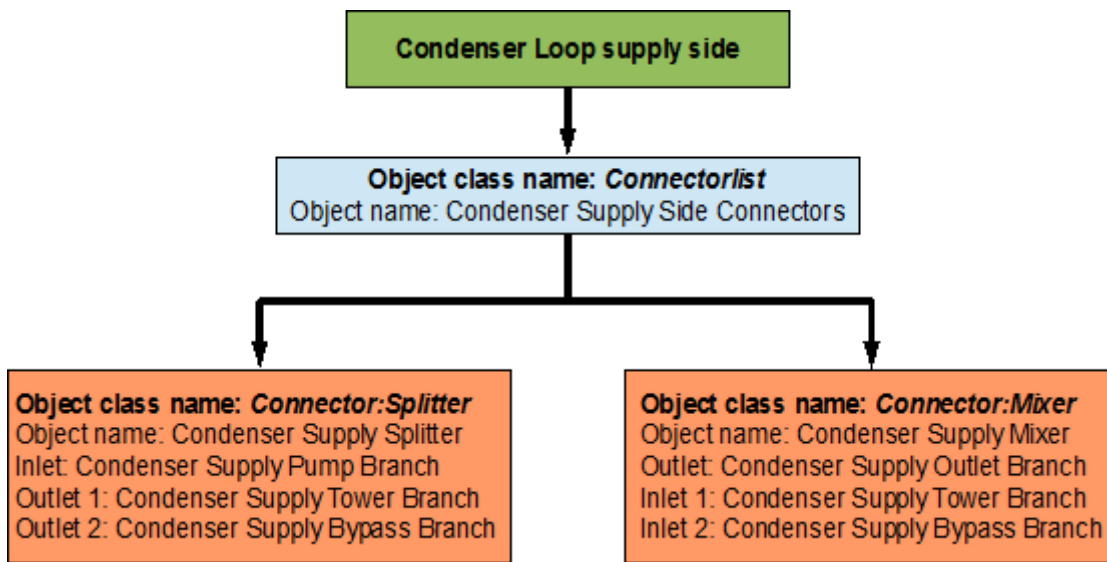 Condenser Loop supply side
Object class name: Connectorlist
Object name: Condenser Supply Side Connectors
Object class name: Connector:Splitter
Object name: Condenser Supply Splitter
Inlet: Condenser Supply Pump Branch
Outlet 1: Condenser Supply Tower Branch
Outlet 2: Condenser Supply Bypass Branch
Object class name: Connector:Mixer
Object name: Condenser Supply Mixer
Outlet: Condenser Supply Outlet Branch
Inlet 1: Condenser Supply Tower Branch
Inlet 2: Condenser Supply Bypass Branch